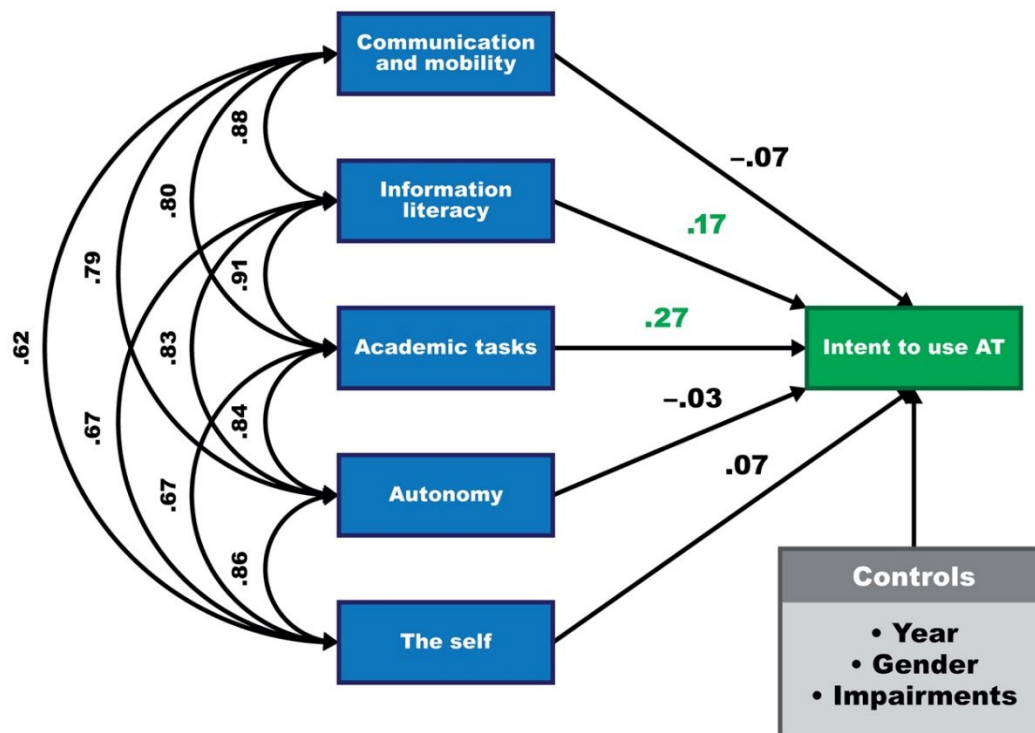 Communication
and mobility
Information
literacy
Academic tasks
Autonomy
The self
.88
.80
.79
.91
.62
.83
.67
.84
.67
.86
–.07
.17
.27
–.03
.07
Intent to use AT
Controls
• Year
• Gender
• Impairments